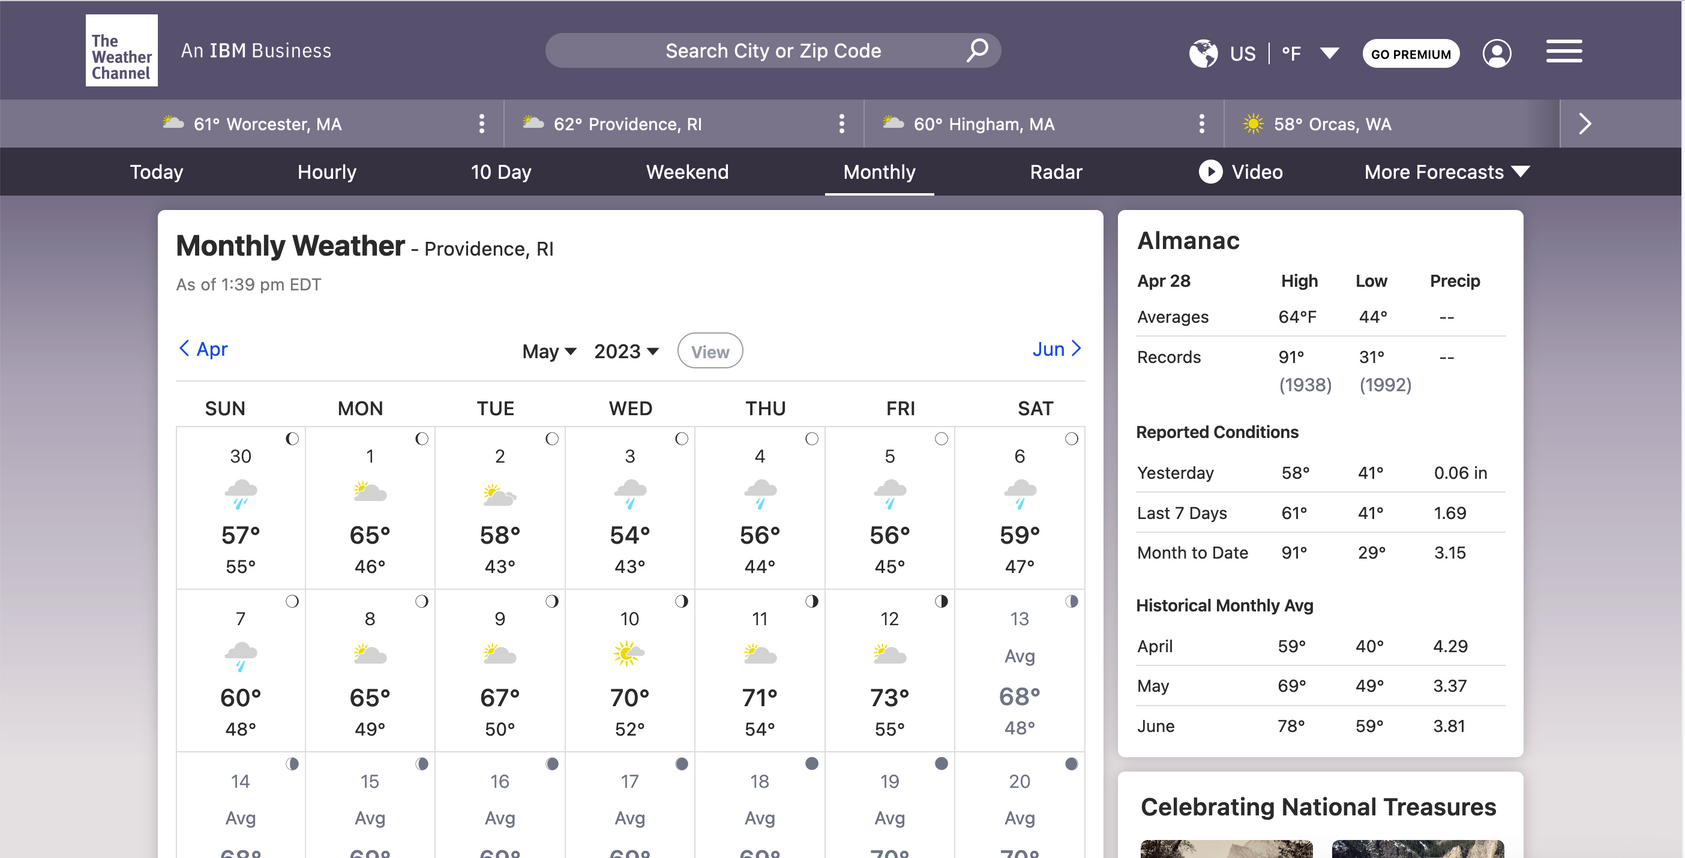 The
Weather
Channel
An IBM Business
Search City or Zip Code
US
°F
GO PREMIUM
61° Worcester, MA
62° Providence, RI
60° Hingham, MA
58° Orcas, WA
Today
Hourly
10 Day
Weekend
Monthly
Radar
Video
More Forecasts
Monthly Weather - Providence, RI
As of 1:39 pm EDT
Apr
May
2023
View
Jun
SUN MON TUE WED THU FRI SAT
30 1 2 3 4 5 6
57° 65° 58° 54° 56° 56° 59°
55° 46° 43° 43° 44° 45° 47°
7 8 9 10 11 12 13
Avg
60° 65° 67° 70° 71° 73° 68°
48° 49° 50° 52° 54° 55° 48°
14 15 16 17 18 19 20
Avg Avg Avg Avg Avg Avg Avg
68° 69° 69° 69° 69° 70° 70°
Almanac
Apr 28 High Low Precip
Averages 64°F 44° --
Records 91° 31° --
(1938) (1992)
Reported Conditions
Yesterday 58° 41° 0.06 in
Last 7 Days 61° 41° 1.69
Month to Date 91° 29° 3.15
Historical Monthly Avg
April 59° 40° 4.29
May 69° 49° 3.37
June 78° 59° 3.81
Celebrating National Treasures